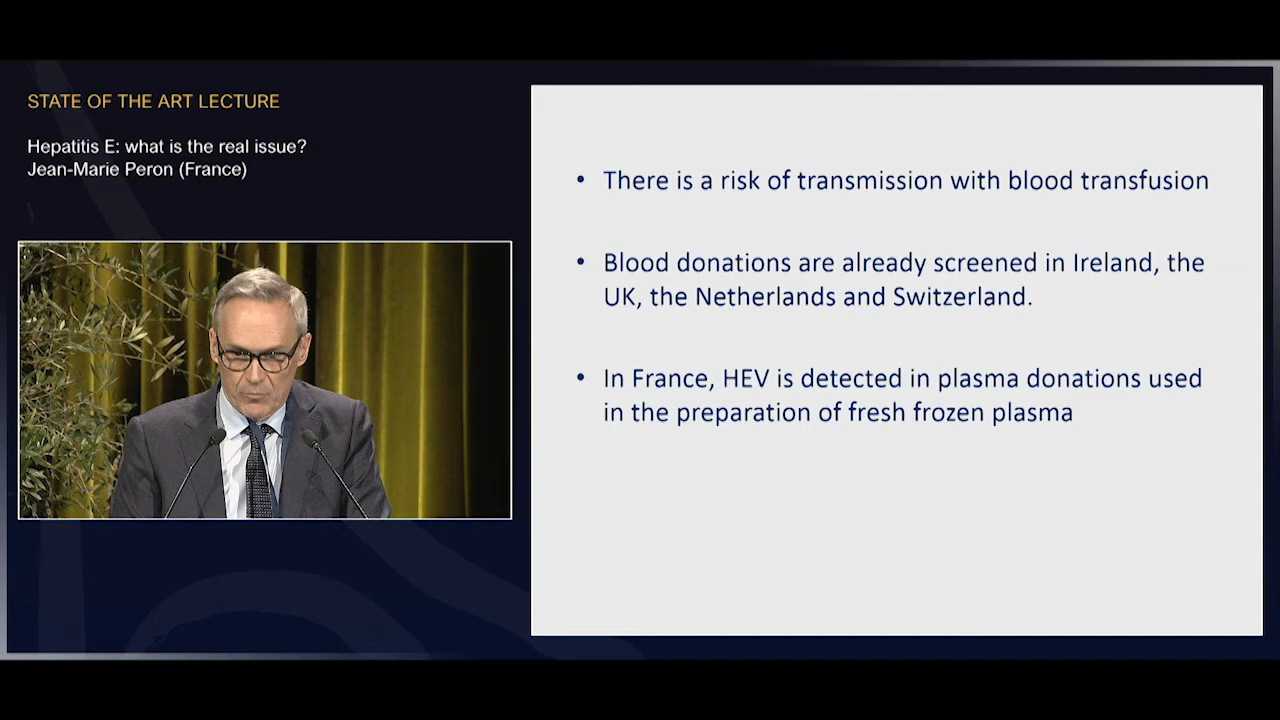 STATE OF THE ART LECTURE
Hepatitis E: what is the real issue?
Jean-Marie Peron (France)
• There is a risk of transmission with blood transfusion
• Blood donations are already screened in Ireland, the
UK, the Netherlands and Switzerland.
• In France, HEV is detected in plasma donations used
in the preparation of fresh frozen plasma